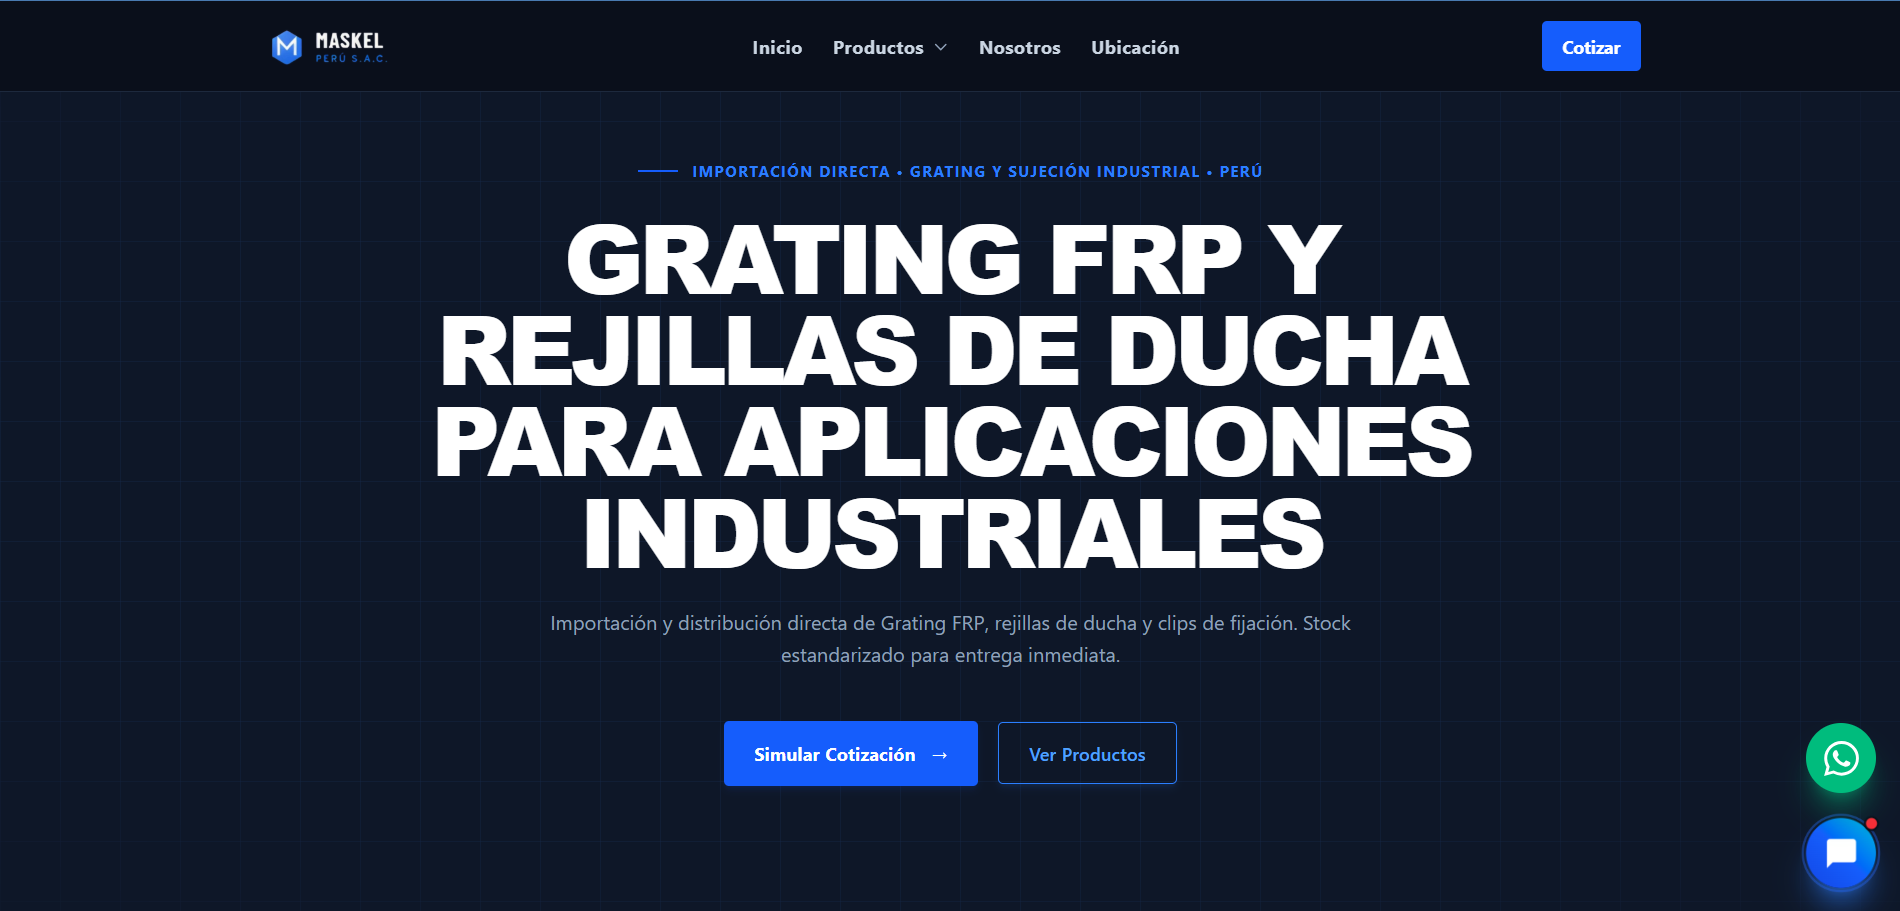 MASKEL
PERÚ S.A.C.
Inicio
Productos
Nosotros
Ubicación
Cotizar
IMPORTACIÓN DIRECTA • GRATING Y SUJECIÓN INDUSTRIAL • PERÚ
GRATING FRP Y
REJILLAS DE DUCHA
PARA APLICACIONES
INDUSTRIALES
Importación y distribución directa de Grating FRP, rejillas de ducha y clips de fijación. Stock
estandarizado para entrega inmediata.
Simular Cotización →
Ver Productos